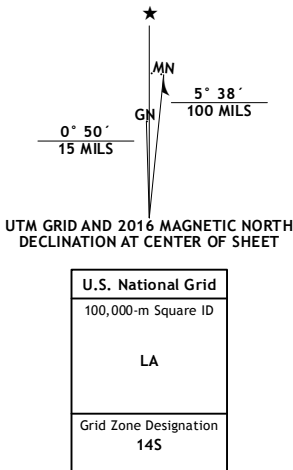 ★
MN
GN
5° 38´
100 MILS
0° 50´
15 MILS
UTM GRID AND 2016 MAGNETIC NORTH
DECLINATION AT CENTER OF SHEET
U.S. National Grid
100,000-m Square ID
LA
Grid Zone Designation
14S